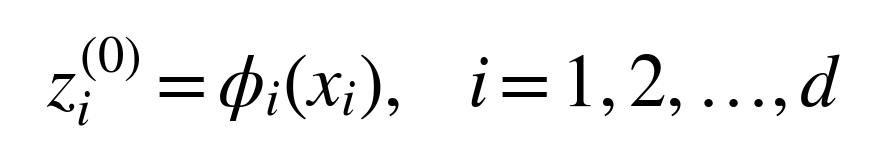 z_i^{(0)} = ϕ_i(x_i),    i = 1, 2, …, d